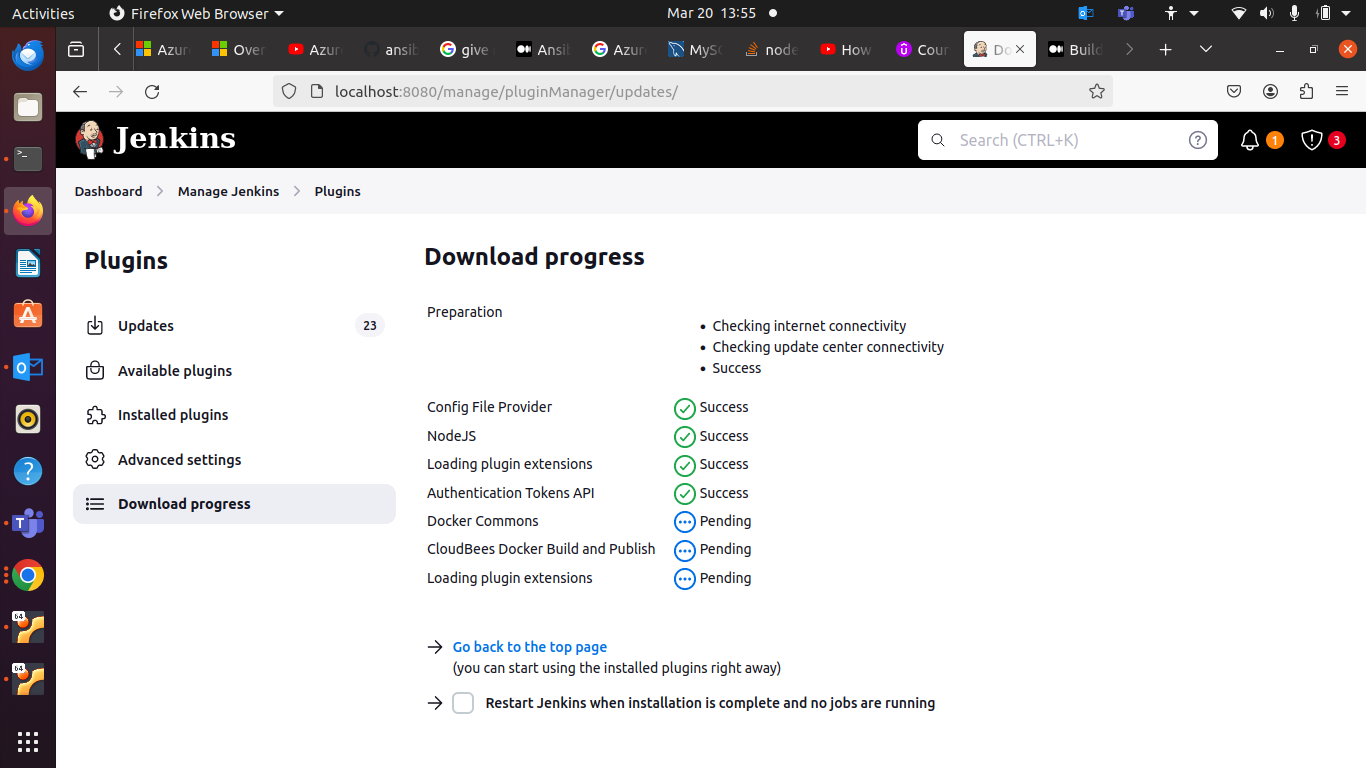 Activities Firefox Web Browser Mar 20 13:55
Azur Over Azur ansib give Ansib Azur MySQ node How Cour Do Build
localhost:8080/manage/pluginManager/updates/
Jenkins Search (CTRL+K) 1 3
Dashboard Manage Jenkins Plugins
Plugins
Updates 23
Available plugins
Installed plugins
Advanced settings
Download progress
Download progress
Preparation
Checking internet connectivity
Checking update center connectivity
Success
Config File Provider Success
NodeJS Success
Loading plugin extensions Success
Authentication Tokens API Success
Docker Commons Pending
CloudBees Docker Build and Publish Pending
Loading plugin extensions Pending
Go back to the top page
(you can start using the installed plugins right away)
Restart Jenkins when installation is complete and no jobs are running